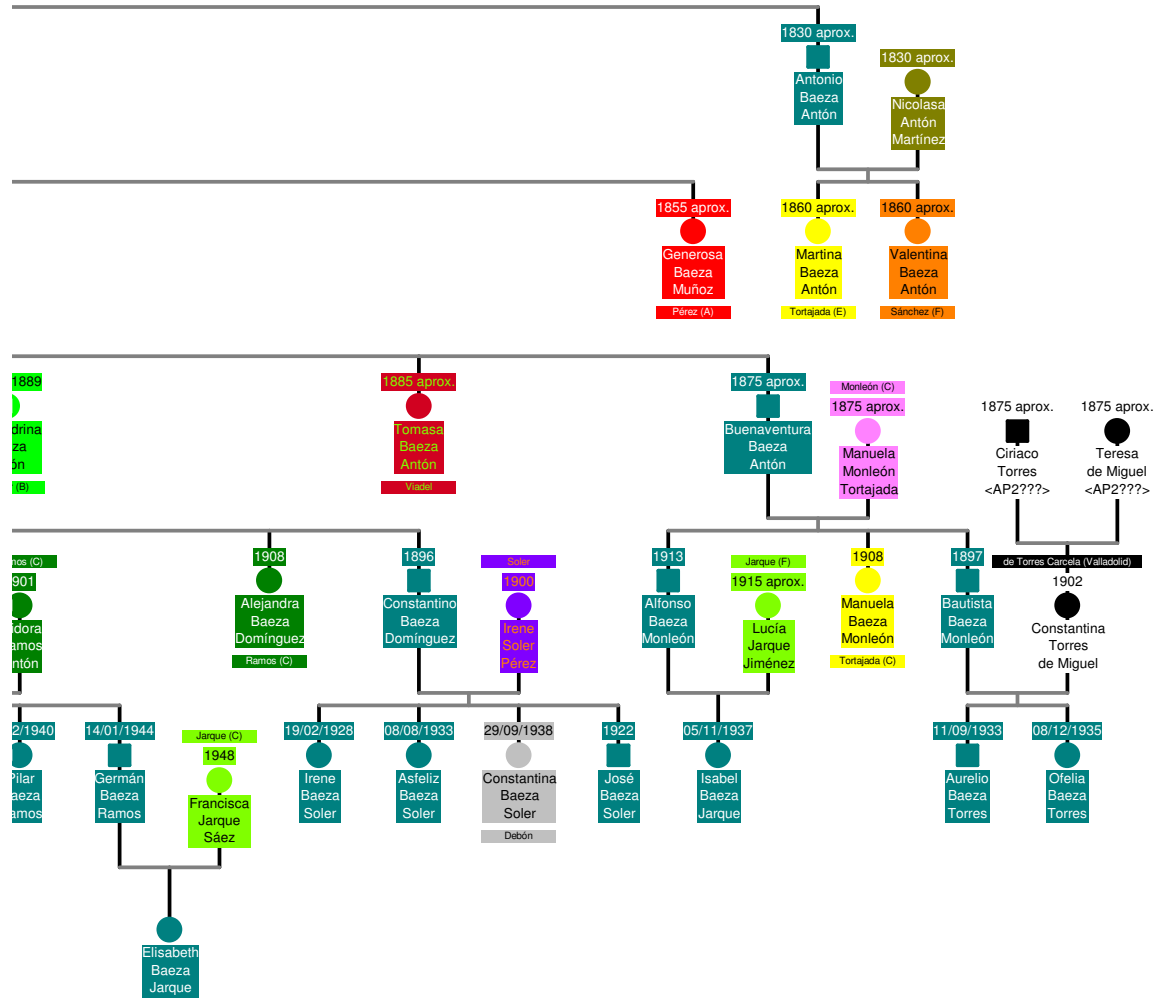 1830 aprox.
Antonio
Baeza
Antón
1830 aprox.
Nicolasa
Antón
Martínez
1855 aprox.
Generosa
Baeza
Muñoz
Pérez (A)
1860 aprox.
Martina
Baeza
Antón
Tortajada (E)
1860 aprox.
Valentina
Baeza
Antón
Sánchez (F)
1889
(B)
1885 aprox.
Tomasa
Baeza
Antón
Viadel
1875 aprox.
Buenaventura
Baeza
Antón
Monleón (C)
1875 aprox.
Manuela
Monleón
Tortajada
1875 aprox.
Ciriaco
Torres
<AP2???>
1875 aprox.
Teresa
de Miguel
<AP2???>
(C)
1908
Alejandra
Baeza
Domínguez
Ramos (C)
1896
Constantino
Baeza
Domínguez
Soler
1900
Irene
Soler
Pérez
1913
Alfonso
Baeza
Monleón
Jarque (F)
1915 aprox.
Lucía
Jarque
Jiménez
1908
Manuela
Baeza
Monleón
Tortajada (C)
1897
Bautista
Baeza
Monleón
de Torres Carcela (Valladolid)
1902
Constantina
Torres
de Miguel
14/01/1944
Germán
Baeza
Ramos
Jarque (C)
1948
Francisca
Jarque
Sáez
19/02/1928
Irene
Baeza
Soler
08/08/1933
Asfeliz
Baeza
Soler
29/09/1938
Constantina
Baeza
Soler
Debón
1922
José
Baeza
Soler
05/11/1937
Isabel
Baeza
Jarque
11/09/1933
Aurelio
Baeza
Torres
08/12/1935
Ofelia
Baeza
Torres
Elisabeth
Baeza
Jarque